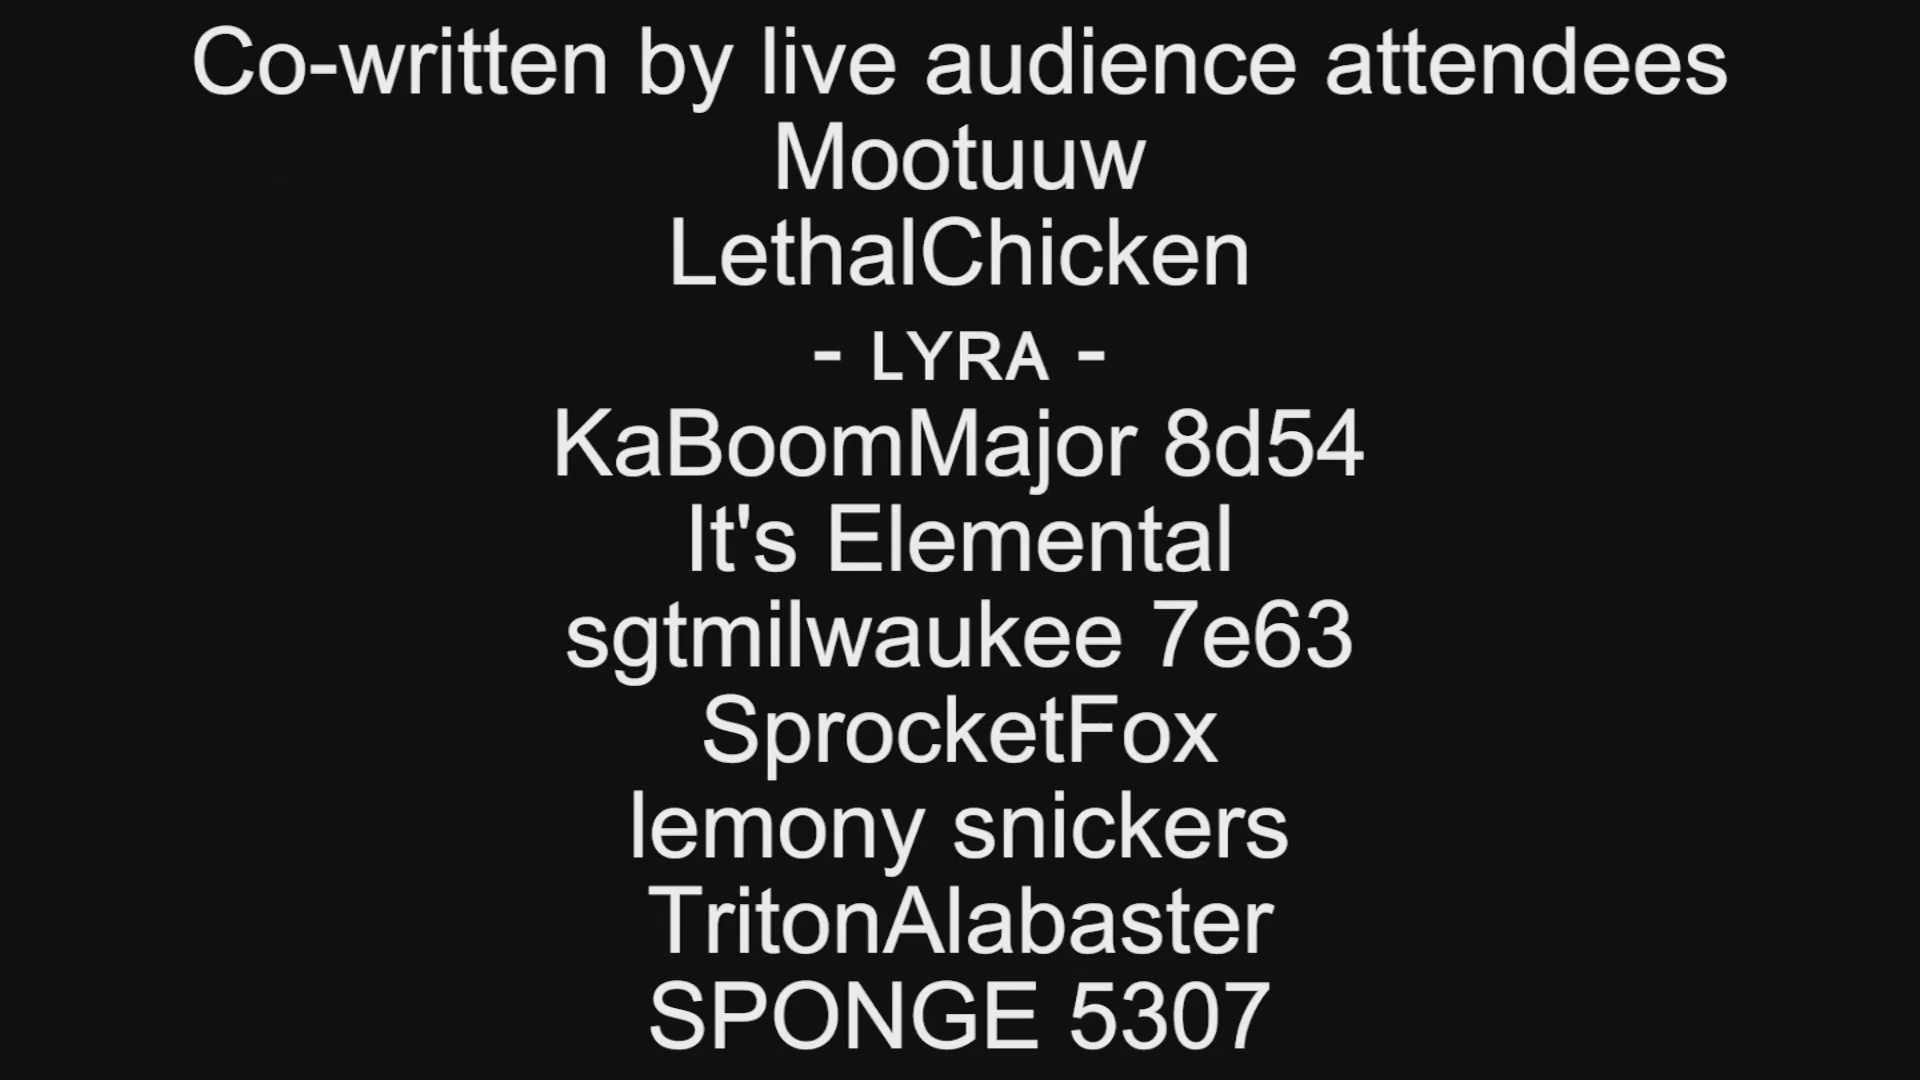 Co-written by live audience attendees
Mootuuw
LethalChicken
- ʟʏʀᴀ -
KaBoomMajor 8d54
It's Elemental
sgtmilwaukee 7e63
SprocketFox
lemony snickers
TritonAlabaster
SPONGE 5307